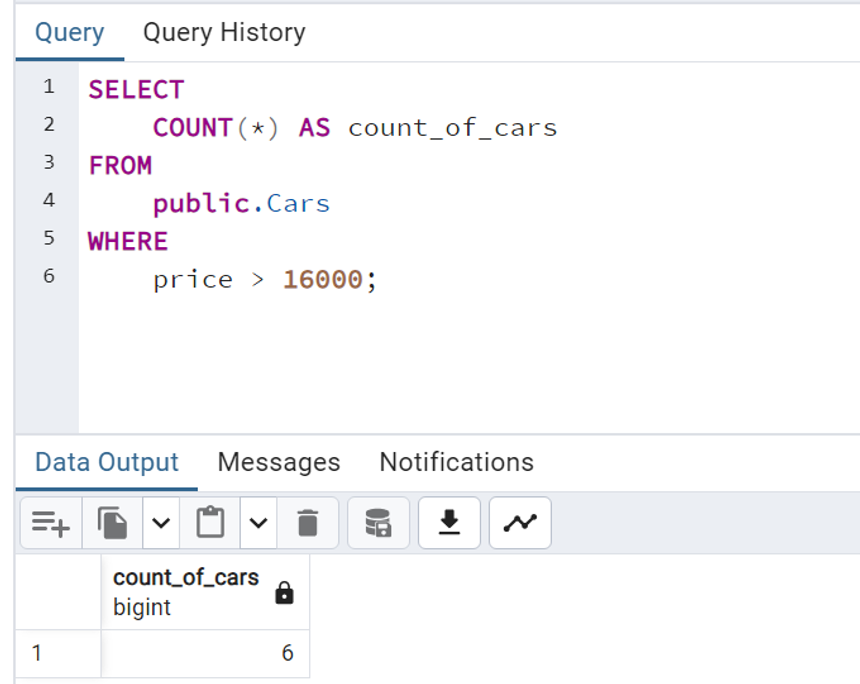 Query Query History
1 SELECT
2 COUNT(*) AS count_of_cars
3 FROM
4 public.Cars
5 WHERE
6 price > 16000;
Data Output Messages Notifications
count_of_cars
bigint
1 6